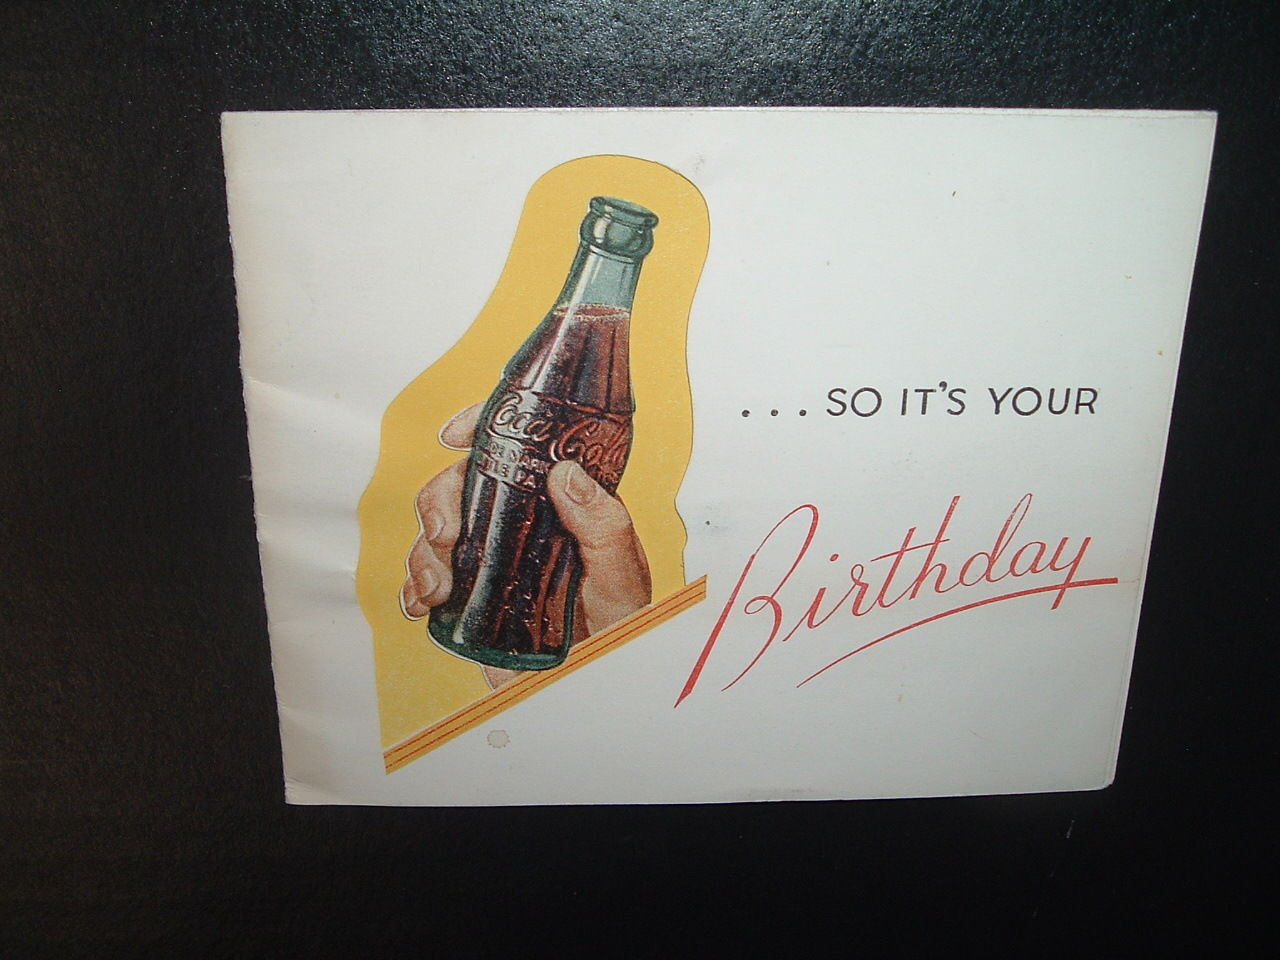 Coca-Cola
... SO IT'S YOUR
Birthday